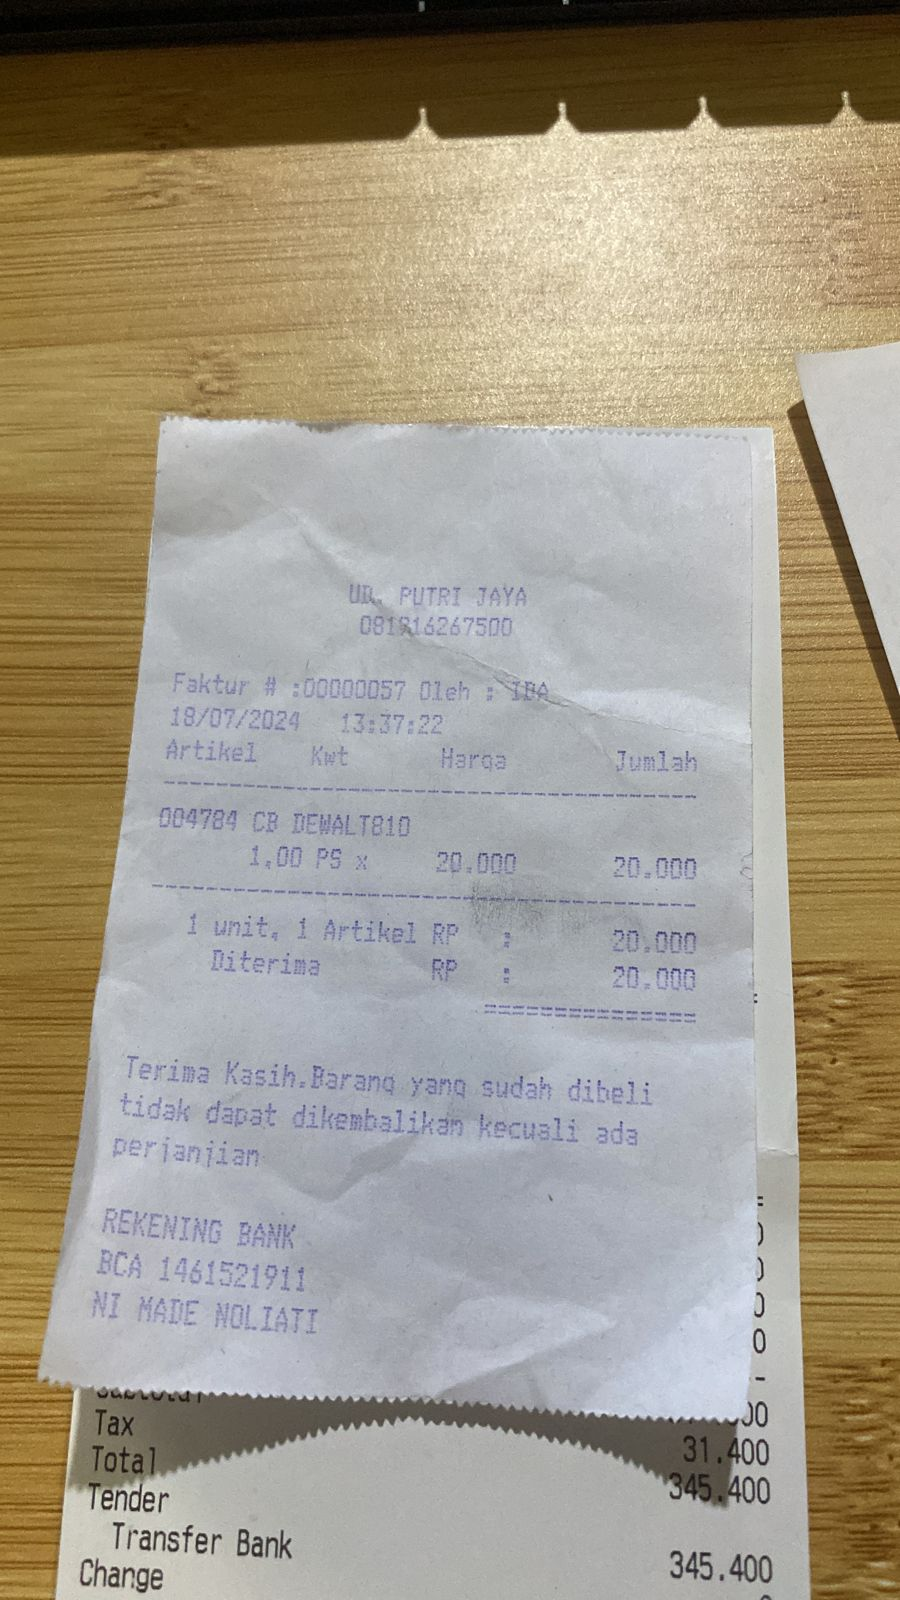 UD. PUTRI JAYA
081916267500
Faktur # :00000057 Oleh : IDA
18/07/2024 13:37:22
Artikel Kwt Harga Jumlah
004784 CB DEWALT810
1,00 PS x 20.000 20.000
1 unit, 1 Artikel RP : 20.000
Diterima RP : 20.000
Terima Kasih.Barang yang sudah dibeli
tidak dapat dikembalikan kecuali ada
perjanjian
REKENING BANK
BCA 1461521911
NI MADE NOLIATI
Subtotal
Tax 31.400
Total 345.400
Tender
Transfer Bank 345.400
Change